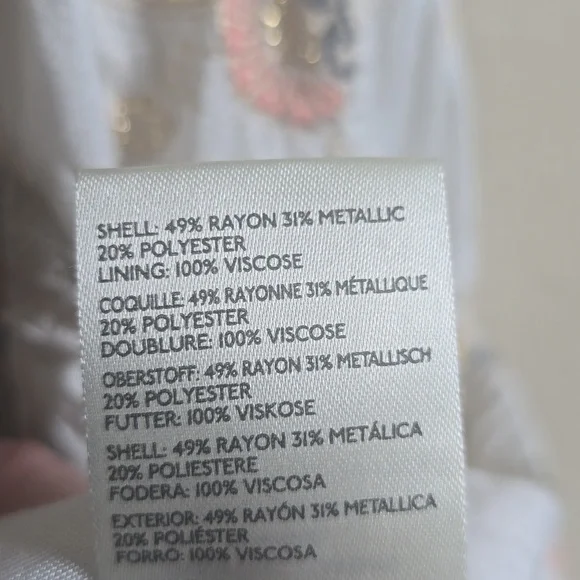 SHELL: 49% RAYON 31% METALLIC
20% POLYESTER
LINING: 100% VISCOSE
COQUILLE: 49% RAYONNE 31% MÉTALLIQUE
20% POLYESTER
DOUBLURE: 100% VISCOSE
OBERSTOFF: 49% RAYON 31% METALLISCH
20% POLYESTER
FUTTER: 100% VISKOSE
SHELL: 49% RAYON 31% METÁLICA
20% POLIESTERE
FODERA: 100% VISCOSA
EXTERIOR: 49% RAYÓN 31% METALLICA
20% POLIÉSTER
FORRO: 100% VISCOSA